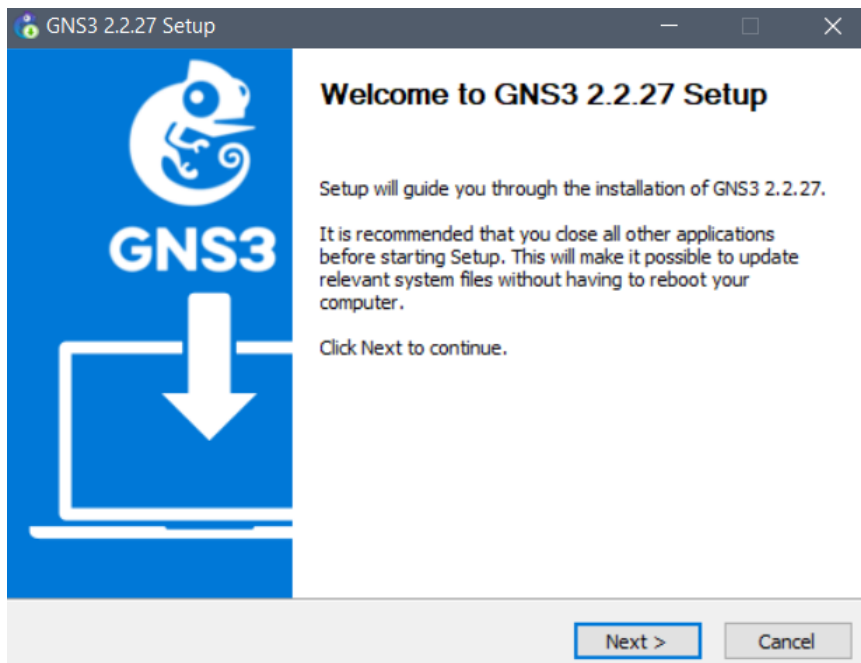 GNS3 2.2.27 Setup
GNS3
Welcome to GNS3 2.2.27 Setup
Setup will guide you through the installation of GNS3 2.2.27.
It is recommended that you close all other applications
before starting Setup. This will make it possible to update
relevant system files without having to reboot your
computer.
Click Next to continue.
Next >
Cancel